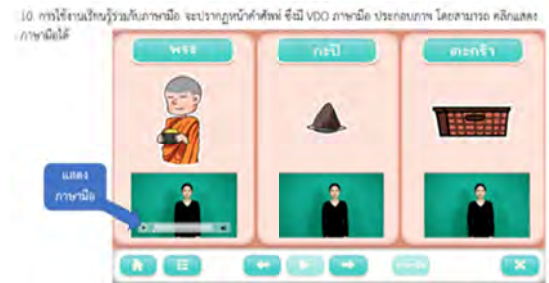 10. การใช้งานเรียนรู้ร่วมกับภาษามือ จะปรากฏหน้าคำศัพท์ ซึ่งมี VDO ภาษามือ ประกอบภาพ โดยสามารถ คลิกแสดง
ภาษามือได้
พระ
กะปิ
ตะกร้า
แสดง
ภาษามือ